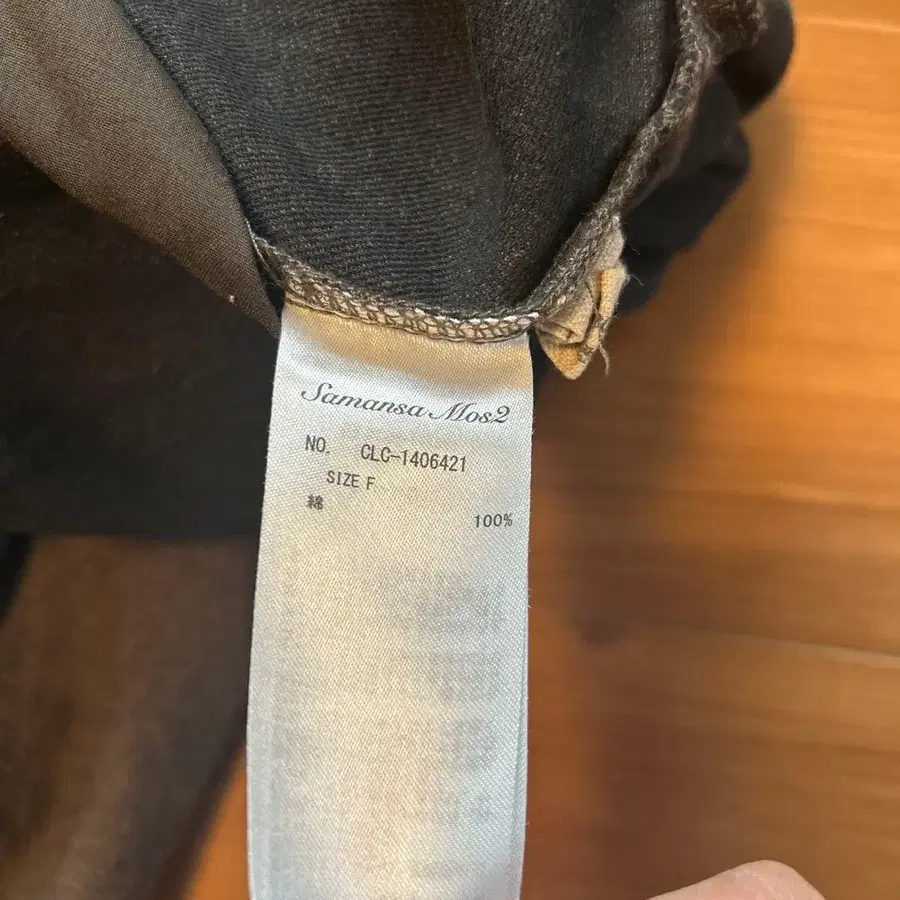 Samansa Mos2
NO. CLC-1406421
SIZE F
綿 100%